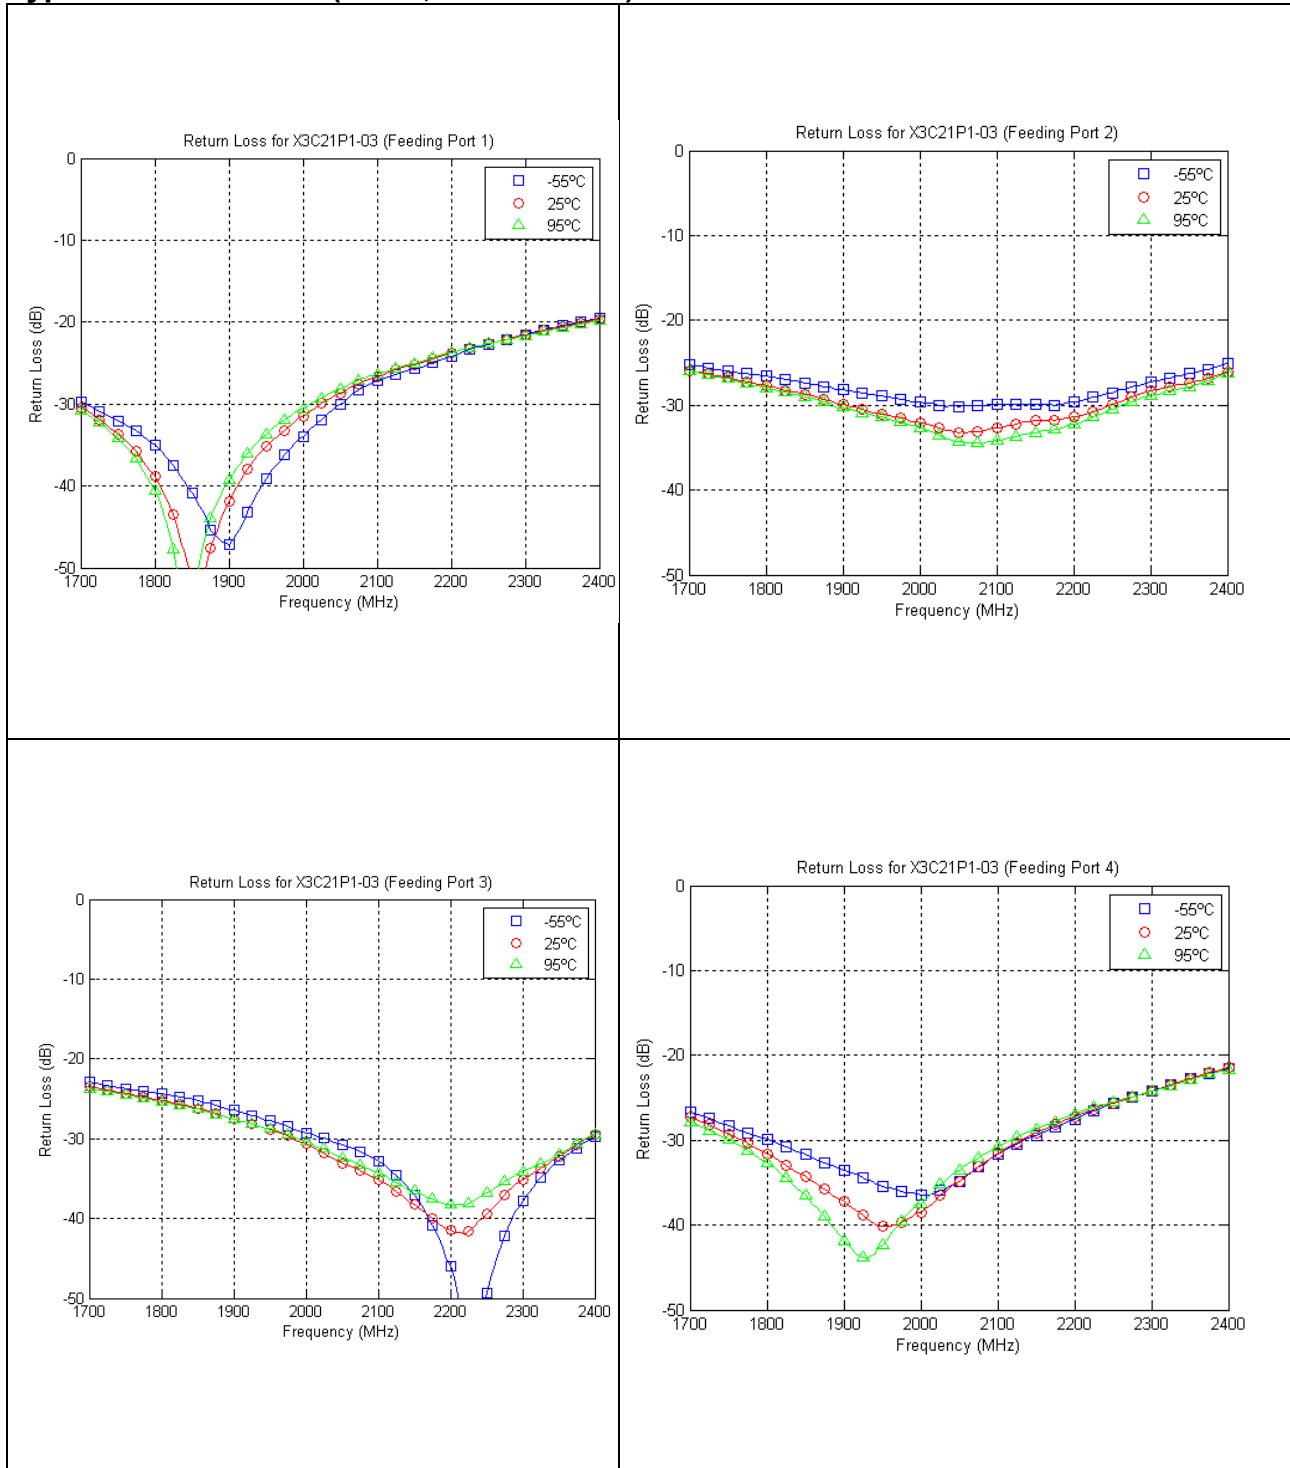 Return Loss for X3C21P1-03 (Feeding Port 1)
0
-10
-20
-30
-40
-50
Return Loss (dB)
-55ºC
25ºC
95ºC
1700 1800 1900 2000 2100 2200 2300 2400
Frequency (MHz)
Return Loss for X3C21P1-03 (Feeding Port 2)
0
-10
-20
-30
-40
-50
Return Loss (dB)
-55ºC
25ºC
95ºC
1700 1800 1900 2000 2100 2200 2300 2400
Frequency (MHz)
Return Loss for X3C21P1-03 (Feeding Port 3)
0
-10
-20
-30
-40
-50
Return Loss (dB)
-55ºC
25ºC
95ºC
1700 1800 1900 2000 2100 2200 2300 2400
Frequency (MHz)
Return Loss for X3C21P1-03 (Feeding Port 4)
0
-10
-20
-30
-40
-50
Return Loss (dB)
-55ºC
25ºC
95ºC
1700 1800 1900 2000 2100 2200 2300 2400
Frequency (MHz)